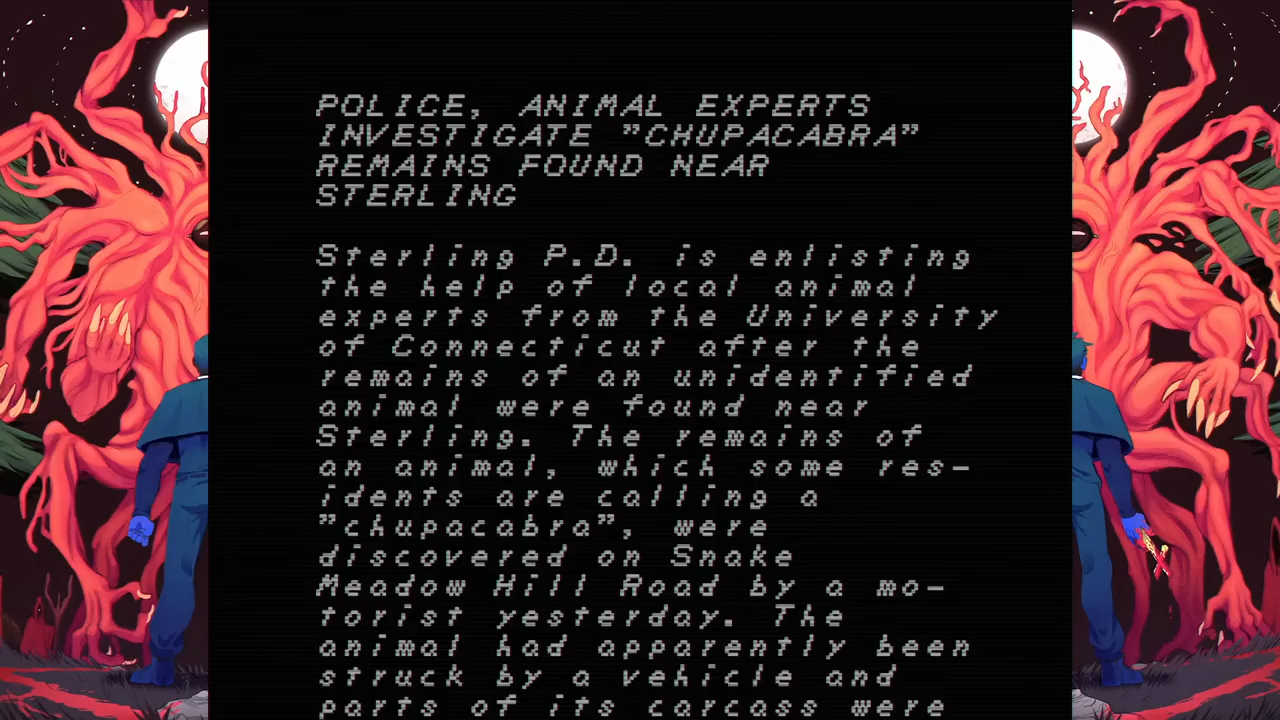 POLICE, ANIMAL EXPERTS
INVESTIGATE "CHUPACABRA"
REMAINS FOUND NEAR
STERLING
Sterling P.D. is enlisting
the help of local animal
experts from the University
of Connecticut after the
remains of an unidentified
animal were found near
Sterling. The remains of
an animal, which some res-
idents are calling a
"chupacabra", were
discovered on Snake
Meadow Hill Road by a mo-
torist yesterday. The
animal had apparently been
struck by a vehicle and
parts of its carcass were